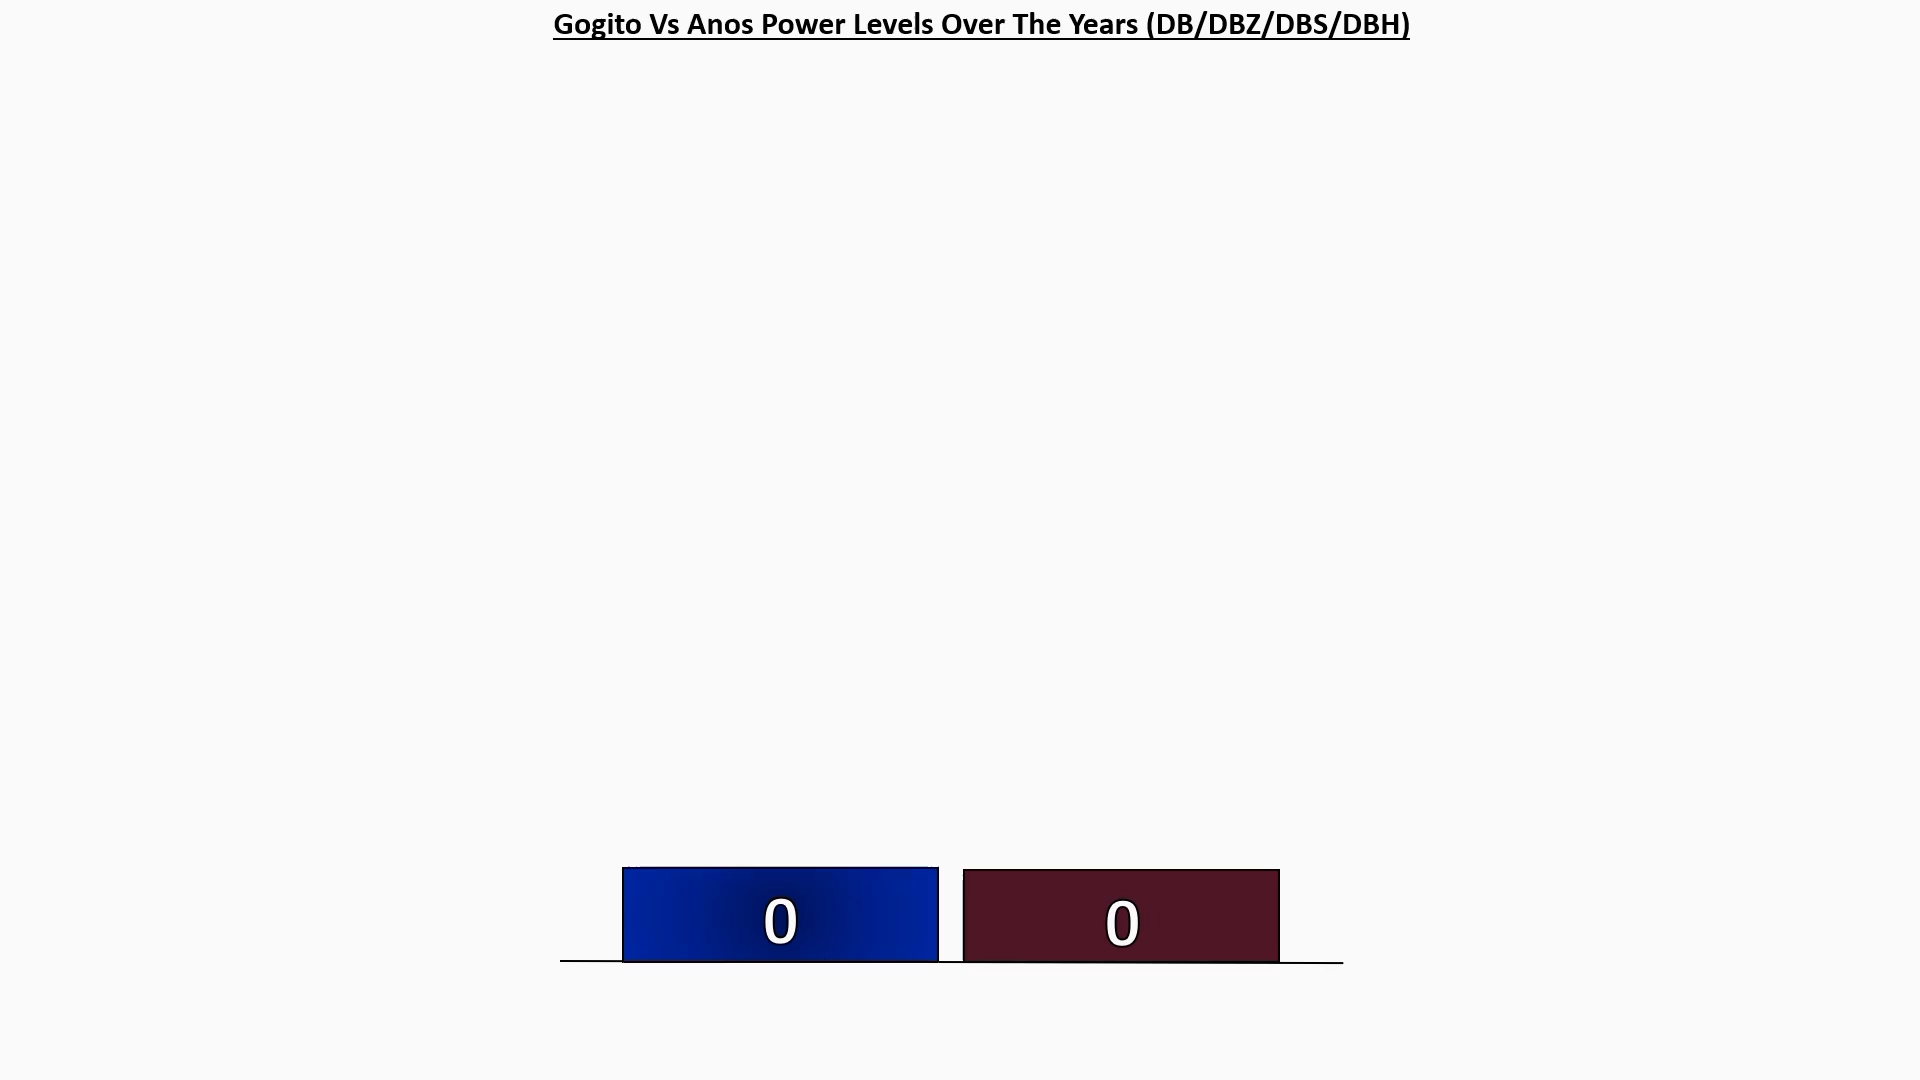 Gogito Vs Anos Power Levels Over The Years (DB/DBZ/DBS/DBH)
0 0